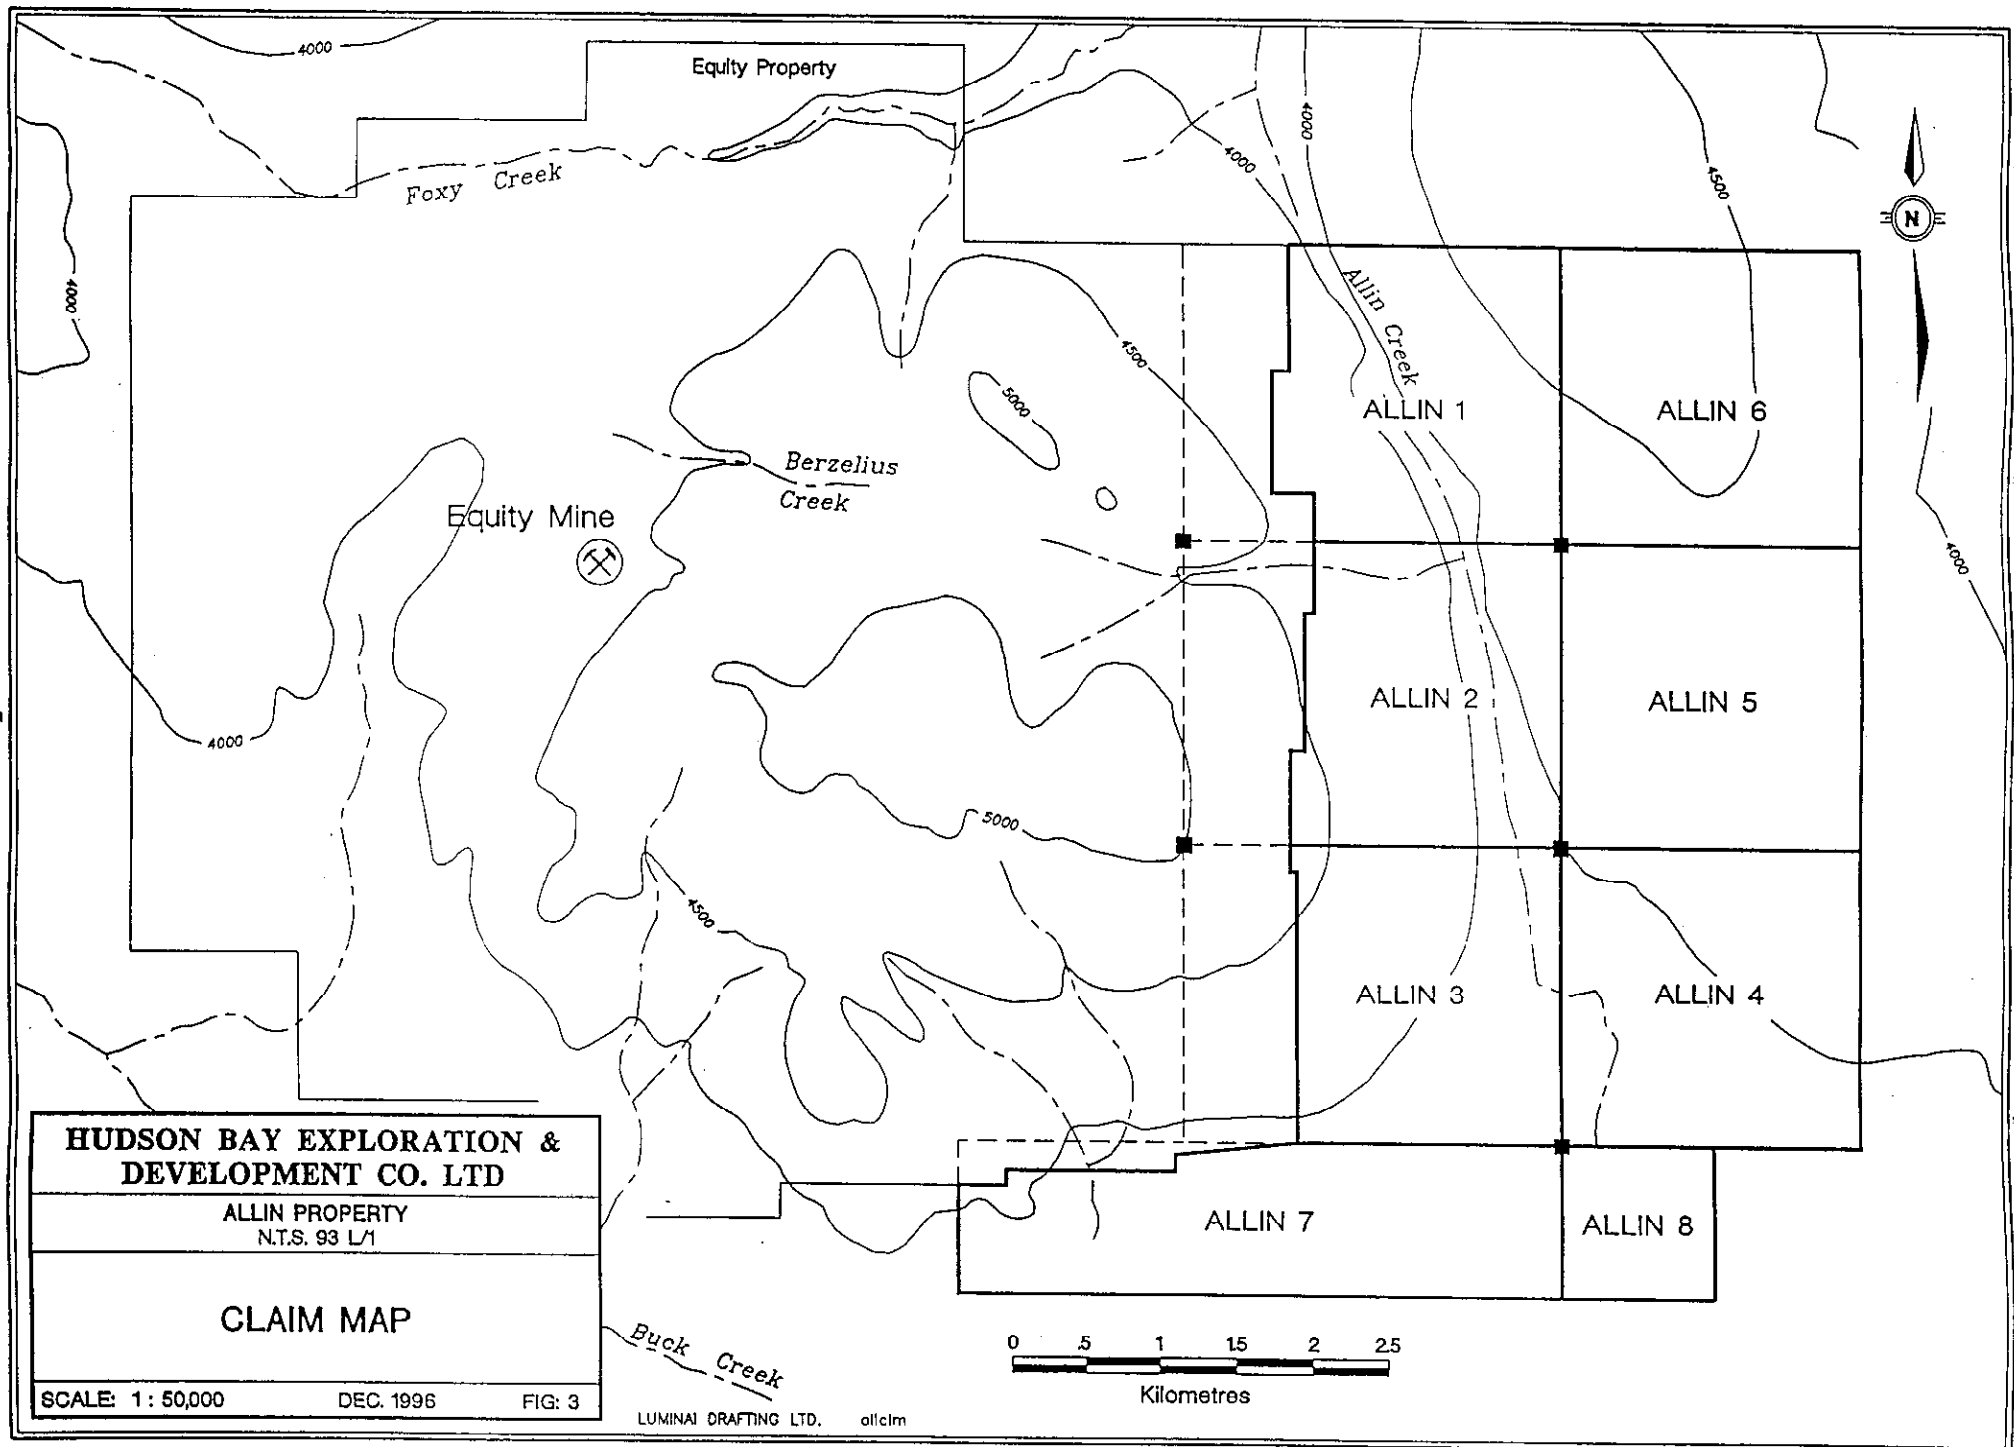 4000
Equity Property
4000
4000
4500
N
Foxy Creek
4000
Allin Creek
4500
5000
ALLIN 1
ALLIN 6
Berzelius
Creek
Equity Mine
4000
ALLIN 2
ALLIN 5
4000
5000
4500
ALLIN 3
ALLIN 4
HUDSON BAY EXPLORATION &
DEVELOPMENT CO. LTD
ALLIN PROPERTY
N.T.S. 93 L/1
CLAIM MAP
SCALE: 1 : 50,000 DEC. 1996 FIG: 3
ALLIN 7
ALLIN 8
Buck Creek
0 .5 1 1.5 2 2.5
Kilometres
LUMINAI DRAFTING LTD. allclm